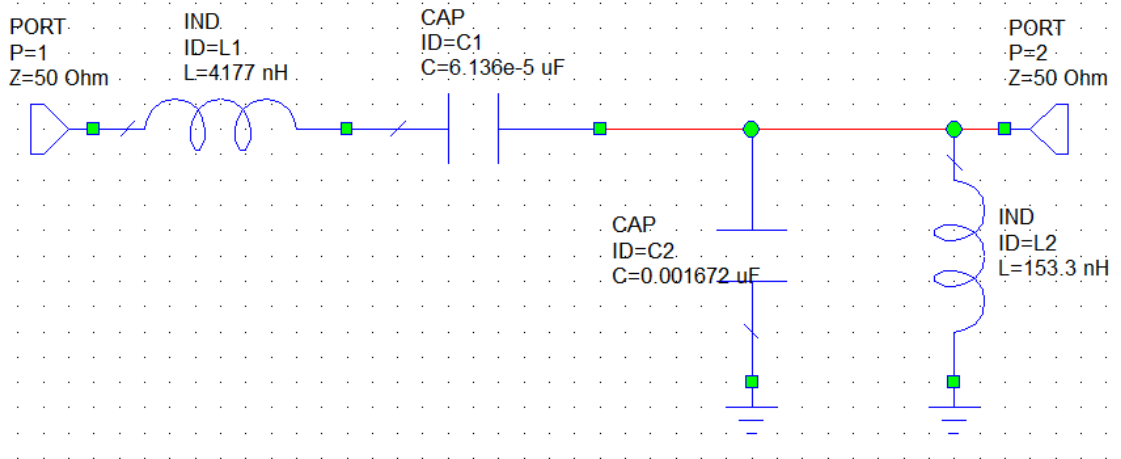 PORT
P=1
Z=50 Ohm
IND
ID=L1
L=4177 nH
CAP
ID=C1
C=6.136e-5 uF
PORT
P=2
Z=50 Ohm
CAP
ID=C2
C=0.001672 uF
IND
ID=L2
L=153.3 nH